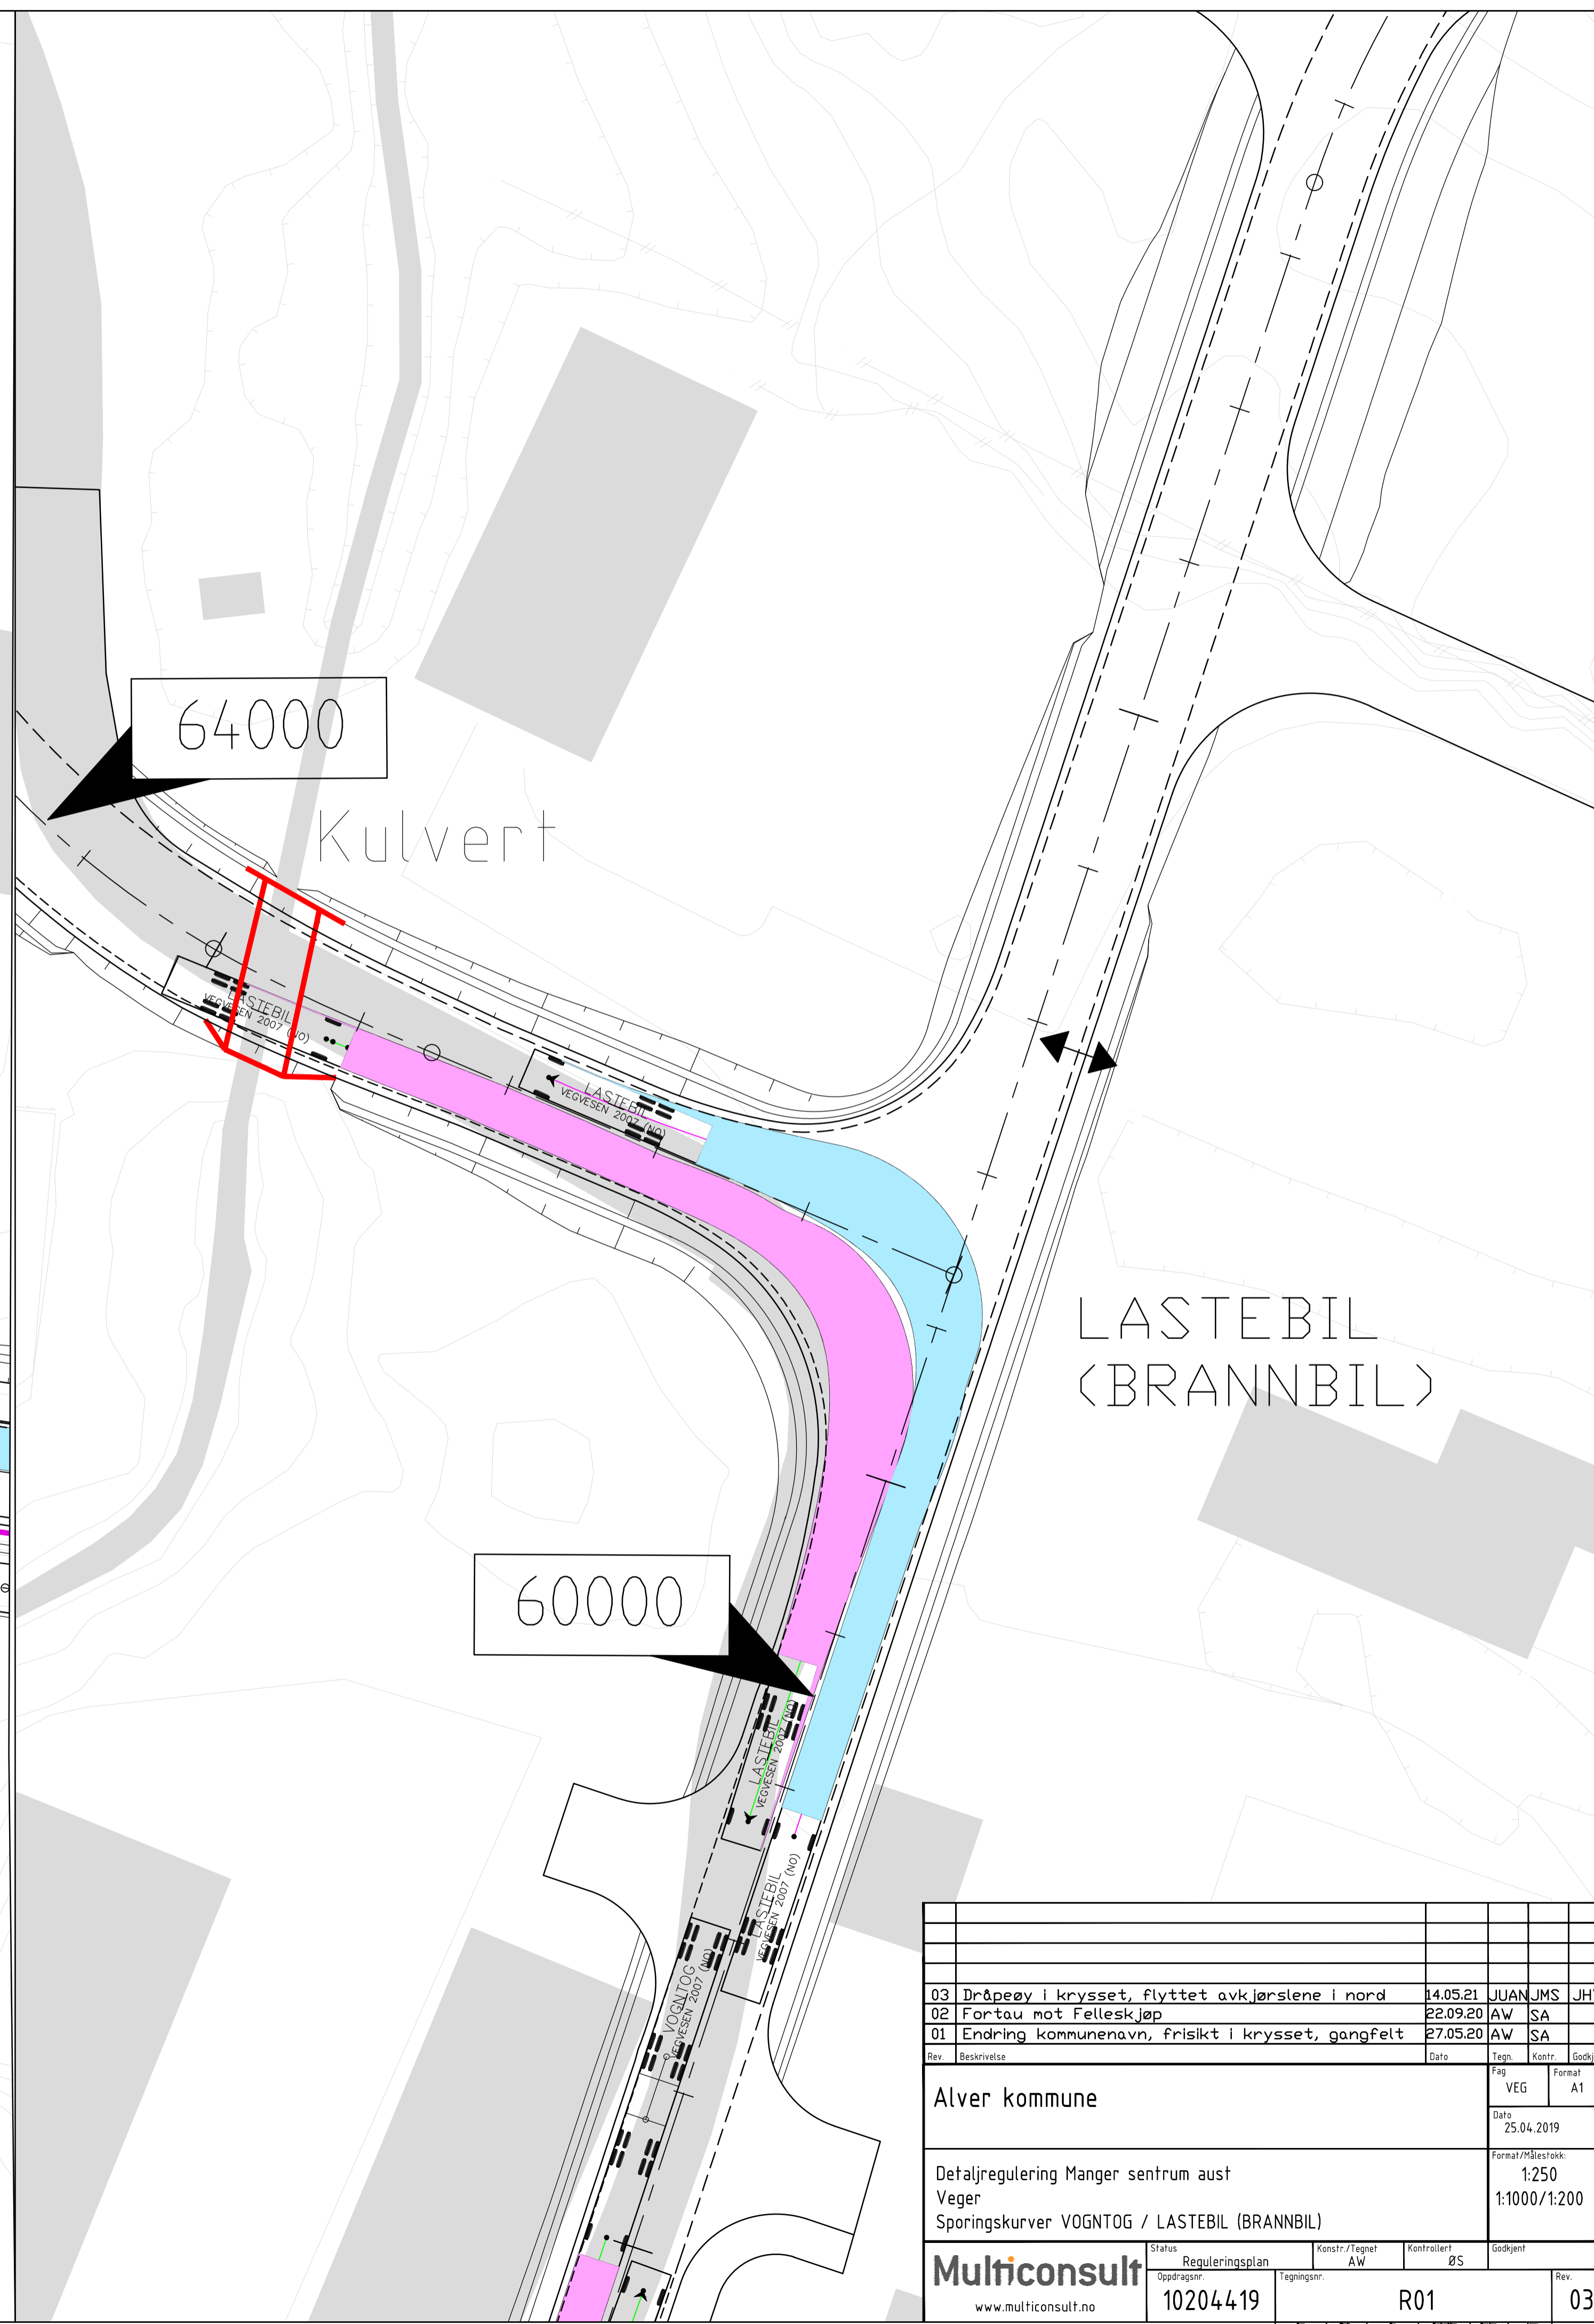 64000
Kulvert
LASTEBIL
VEGVESEN 2007 (NO)
LASTEBIL
VEGVESEN 2007 (NO)
LASTEBIL
(BRANNBIL)
60000
LASTEBIL
VEGVESEN 2007 (NO)
LASTEBIL
VEGVESEN 2007 (NO)
VOGNTOG
VEGVESEN 2007 (NO)
03 Dråpeøy i krysset, flyttet avkjørslene i nord 14.05.21 JUAN JMS
02 Fortau mot Felleskjøp 22.09.20 AW SA
01 Endring kommunenavn, frisikt i krysset, gangfelt 27.05.20 AW SA
Rev. Beskrivelse Dato Tegn. Kontr.
Alver kommune
Fag Format
VEG A1
Dato
25.04.2019
Detaljregulering Manger sentrum aust
Veger
Sporingskurver VOGNTOG / LASTEBIL (BRANNBIL)
Format/Målestokk:
1:250
1:1000/1:200
Multiconsult
www.multiconsult.no
Status Konstr./Tegnet Kontrollert Godkjent
Reguleringsplan AW ØS
Oppdragsnr. Tegningsnr. Rev.
10204419 R01 03